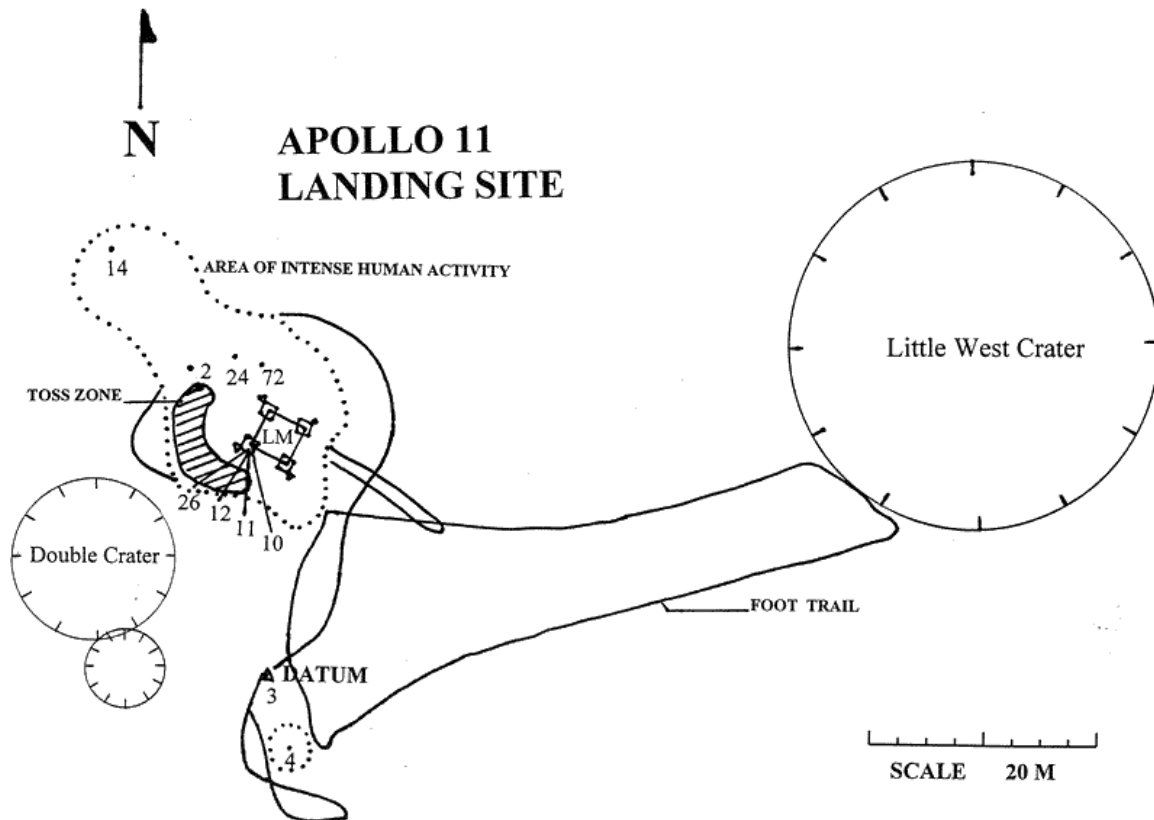 N
APOLLO 11
LANDING SITE
14
AREA OF INTENSE HUMAN ACTIVITY
2
24
72
TOSS ZONE
LM
26
12
11
10
Little West Crater
Double Crater
FOOT TRAIL
DATUM
3
4
SCALE 20 M